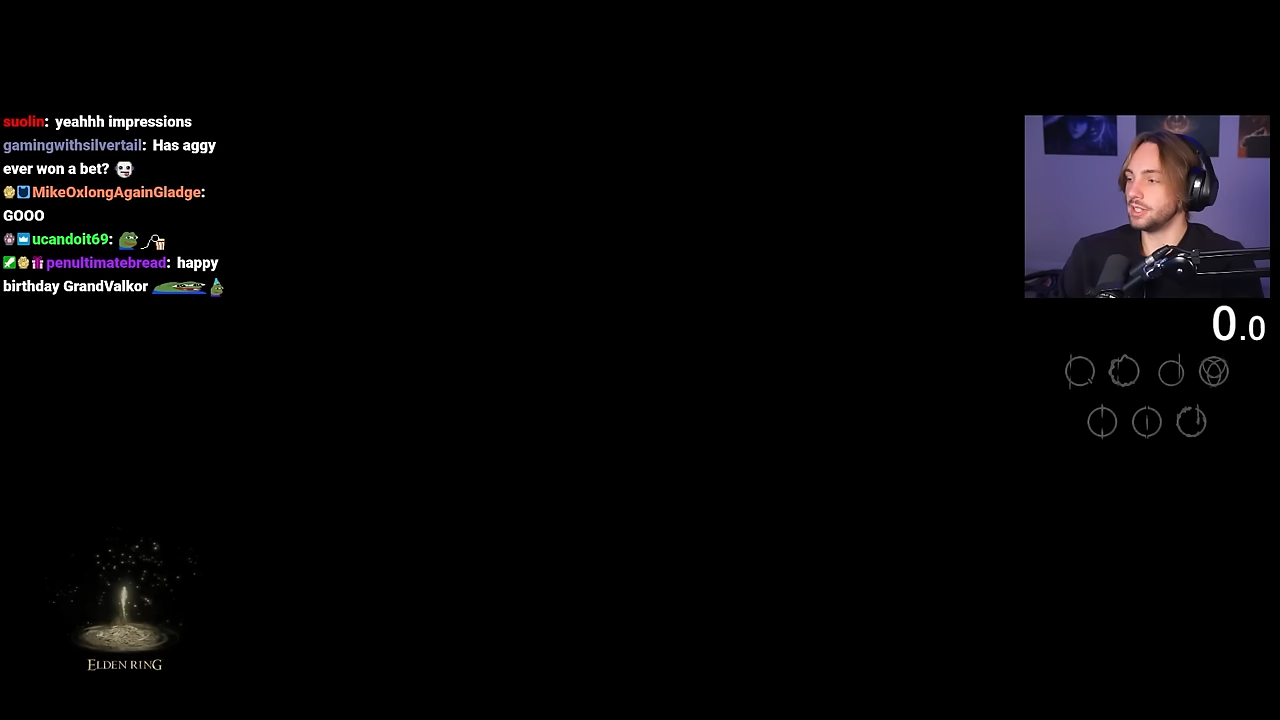 suolin: yeahhh impressions
gamingwithsilvertail: Has aggy
ever won a bet?
MikeOxlongAgainGladge:
GOOO
ucandoit69:
penultimatebread: happy
birthday GrandValkor
0.0
ELDEN RING